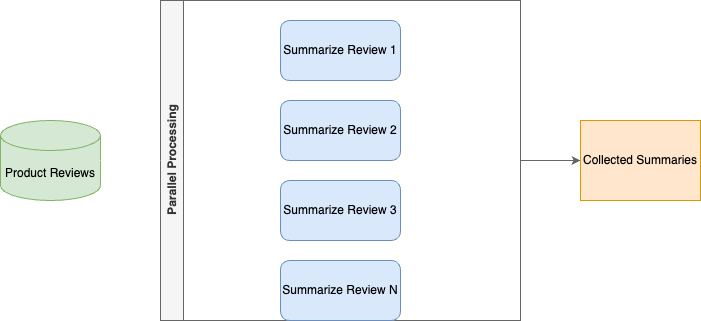 Product Reviews
Parallel Processing
Summarize Review 1
Summarize Review 2
Summarize Review 3
Summarize Review N
Collected Summaries